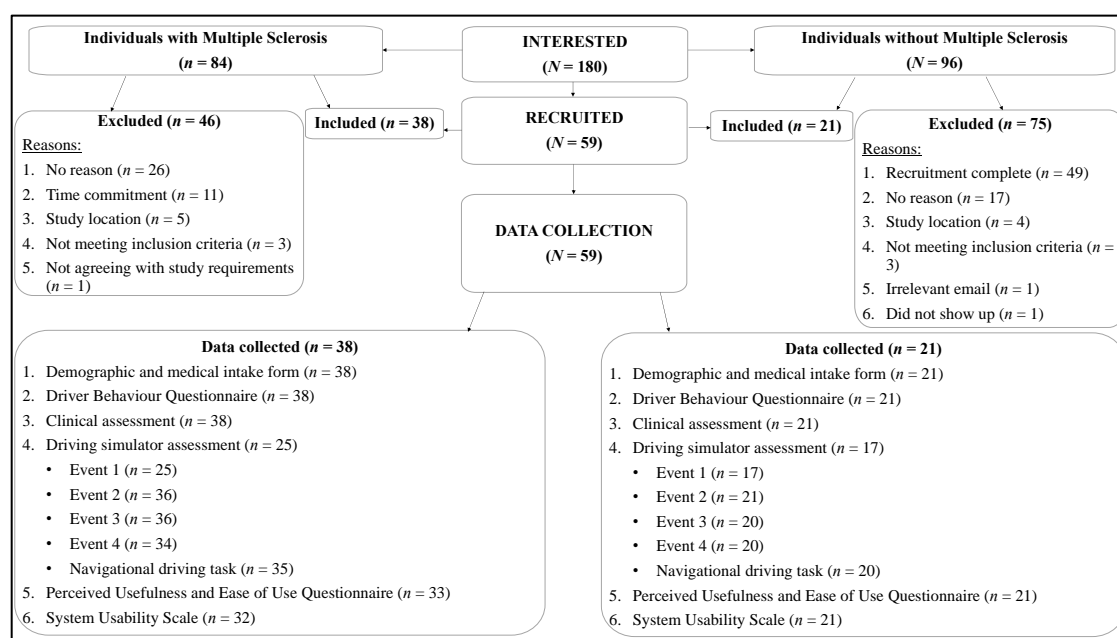 Individuals with Multiple Sclerosis
(n = 84)
INTERESTED
(N = 180)
Individuals without Multiple Sclerosis
(N = 96)
Excluded (n = 46)
Reasons:
1. No reason (n = 26)
2. Time commitment (n = 11)
3. Study location (n = 5)
4. Not meeting inclusion criteria (n = 3)
5. Not agreeing with study requirements
(n = 1)
Included (n = 38)
RECRUITED
(N = 59)
Included (n = 21)
Excluded (n = 75)
Reasons:
1. Recruitment complete (n = 49)
2. No reason (n = 17)
3. Study location (n = 4)
4. Not meeting inclusion criteria (n =
3)
5. Irrelevant email (n = 1)
6. Did not show up (n = 1)
DATA COLLECTION
(N = 59)
Data collected (n = 38)
1. Demographic and medical intake form (n = 38)
2. Driver Behaviour Questionnaire (n = 38)
3. Clinical assessment (n = 38)
4. Driving simulator assessment (n = 25)
• Event 1 (n = 25)
• Event 2 (n = 36)
• Event 3 (n = 36)
• Event 4 (n = 34)
• Navigational driving task (n = 35)
5. Perceived Usefulness and Ease of Use Questionnaire (n = 33)
6. System Usability Scale (n = 32)
Data collected (n = 21)
1. Demographic and medical intake form (n = 21)
2. Driver Behaviour Questionnaire (n = 21)
3. Clinical assessment (n = 21)
4. Driving simulator assessment (n = 17)
• Event 1 (n = 17)
• Event 2 (n = 21)
• Event 3 (n = 20)
• Event 4 (n = 20)
• Navigational driving task (n = 20)
5. Perceived Usefulness and Ease of Use Questionnaire (n = 21)
6. System Usability Scale (n = 21)